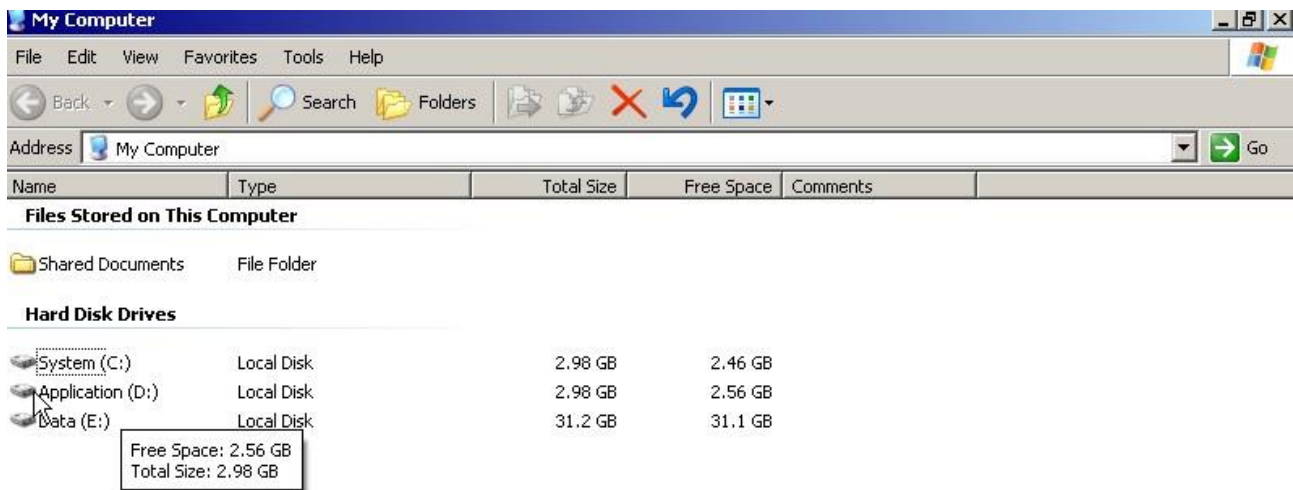 My Computer
File Edit View Favorites Tools Help
Back Search Folders
Address My Computer Go
Name Type Total Size Free Space Comments
Files Stored on This Computer
Shared Documents File Folder
Hard Disk Drives
System (C:) Local Disk 2.98 GB 2.46 GB
Application (D:) Local Disk 2.98 GB 2.56 GB
Data (E:) Local Disk 31.2 GB 31.1 GB
Free Space: 2.56 GB
Total Size: 2.98 GB